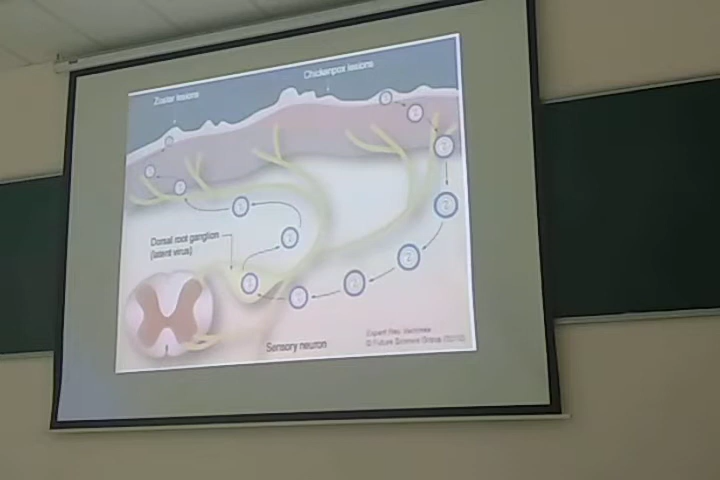 Zoster lesions
Chickenpox lesions
Dorsal root ganglion
(latent virus)
Sensory neuron
Expert Rev. Vaccines
© Future Science Group (2010)